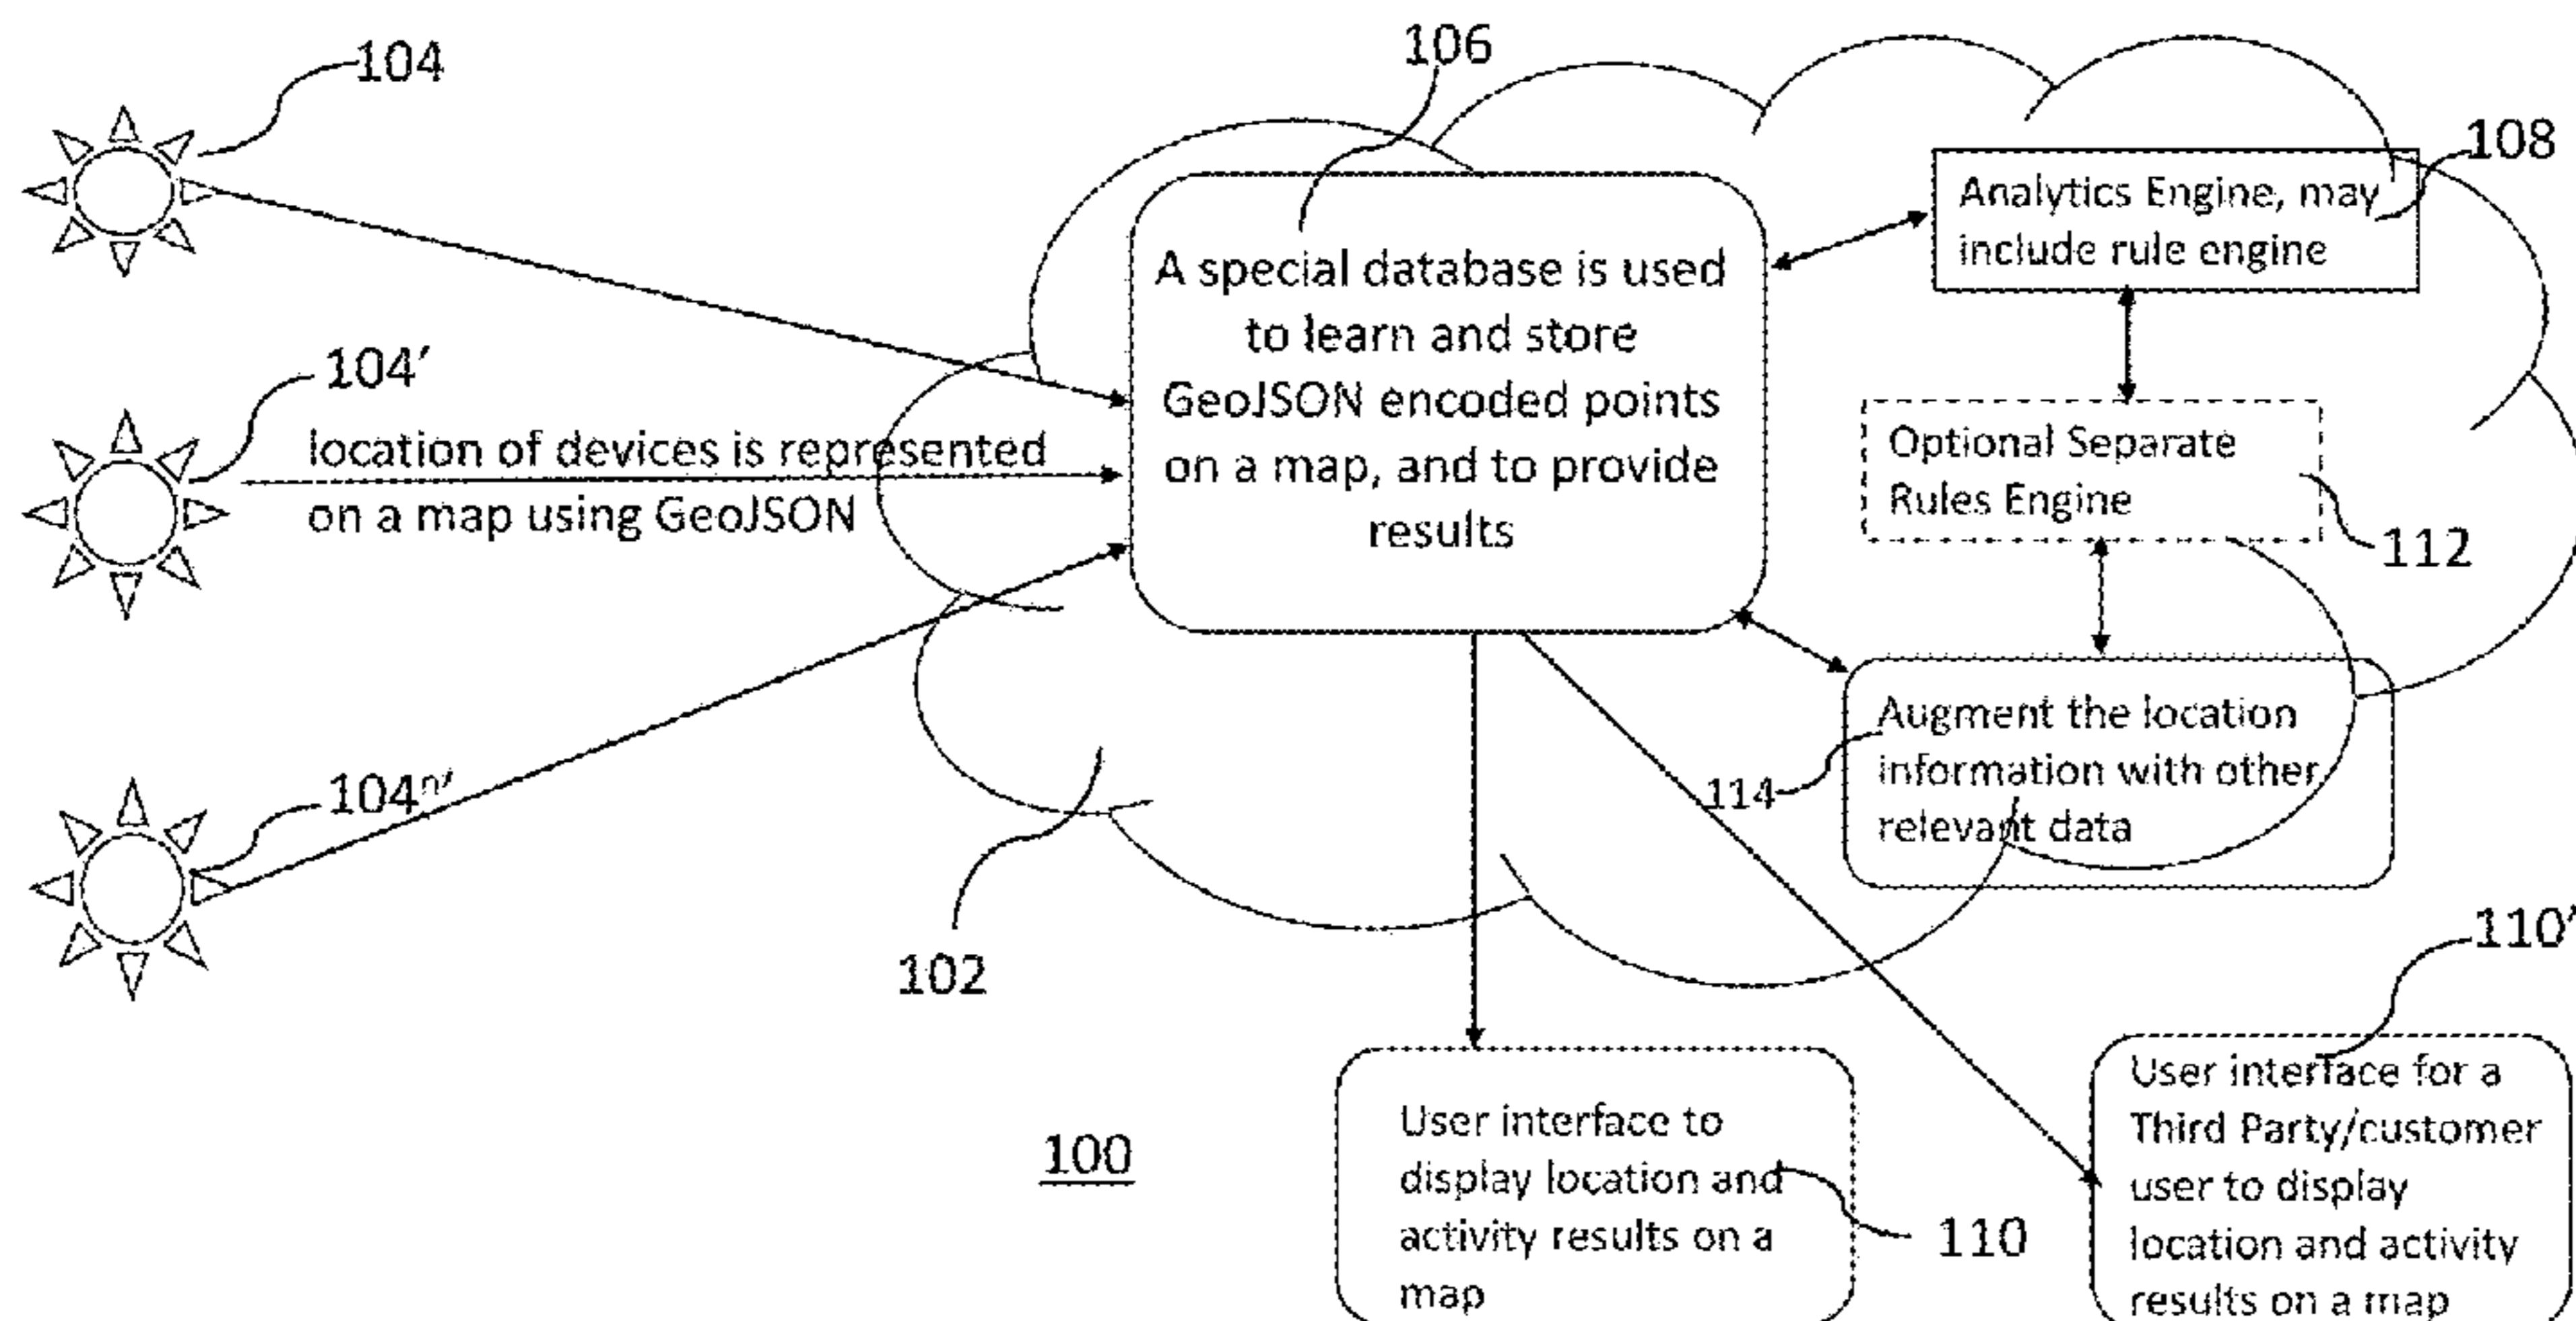 104
106
108
Analytics Engine, may
include rule engine
A special database is used
to learn and store
GeoJSON encoded points
on a map, and to provide
results
104′
location of devices is represented
on a map using GeoJSON
Optional Separate
Rules Engine
112
104ⁿ′
Augment the location
information with other
relevant data
114
102
110′
100
User interface to
display location and
activity results on a
map
110
User interface for a
Third Party/customer
user to display
location and activity
results on a map